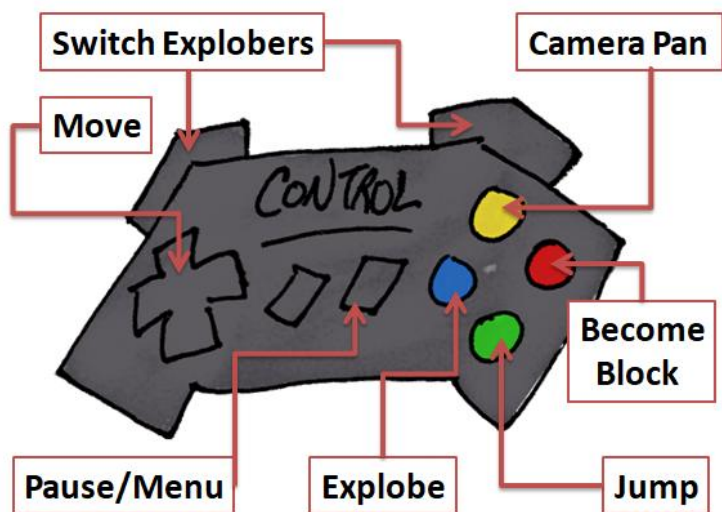 Switch Explobers
Camera Pan
Move
CONTROL
Become
Block
Pause/Menu
Explobe
Jump